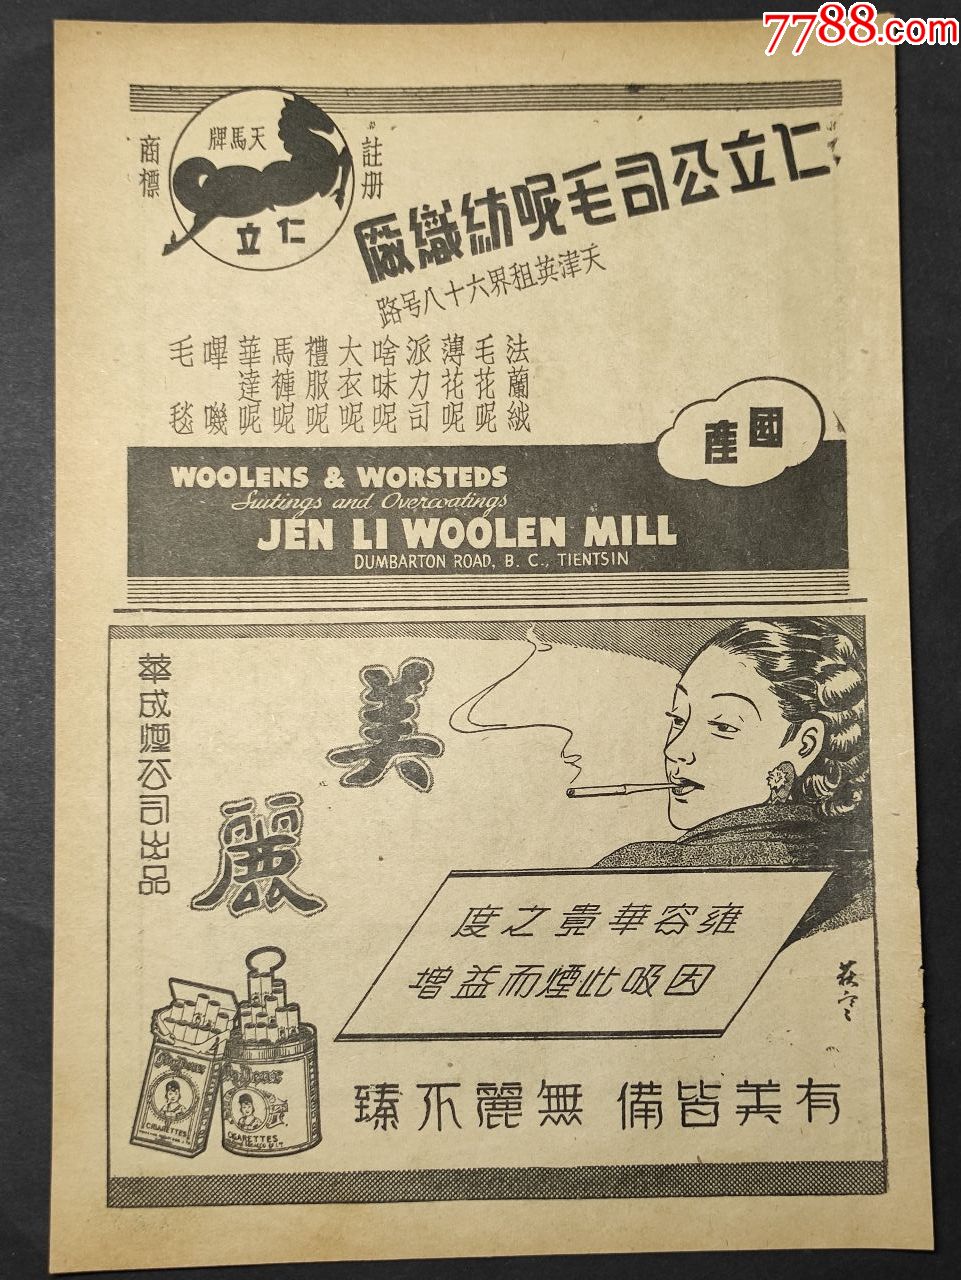 7788.com
註册
商標
天馬牌
仁立
仁立公司毛呢紡織廠
天津英租界六十八号路
法蘭絨
毛花呢
薄花呢
派力司
啥味呢
大衣呢
禮服呢
馬褲呢
華達呢
嗶嘰
毛毯
國產
WOOLENS & WORSTEDS
Suitings and Overcoatings
JEN LI WOOLEN MILL
DUMBARTON ROAD, B. C., TIENTSIN
美麗
華成煙公司出品
雍容華貴之度
因吸此煙而益增
有美皆備 無麗不臻
CIGARETTES
CIGARETTES